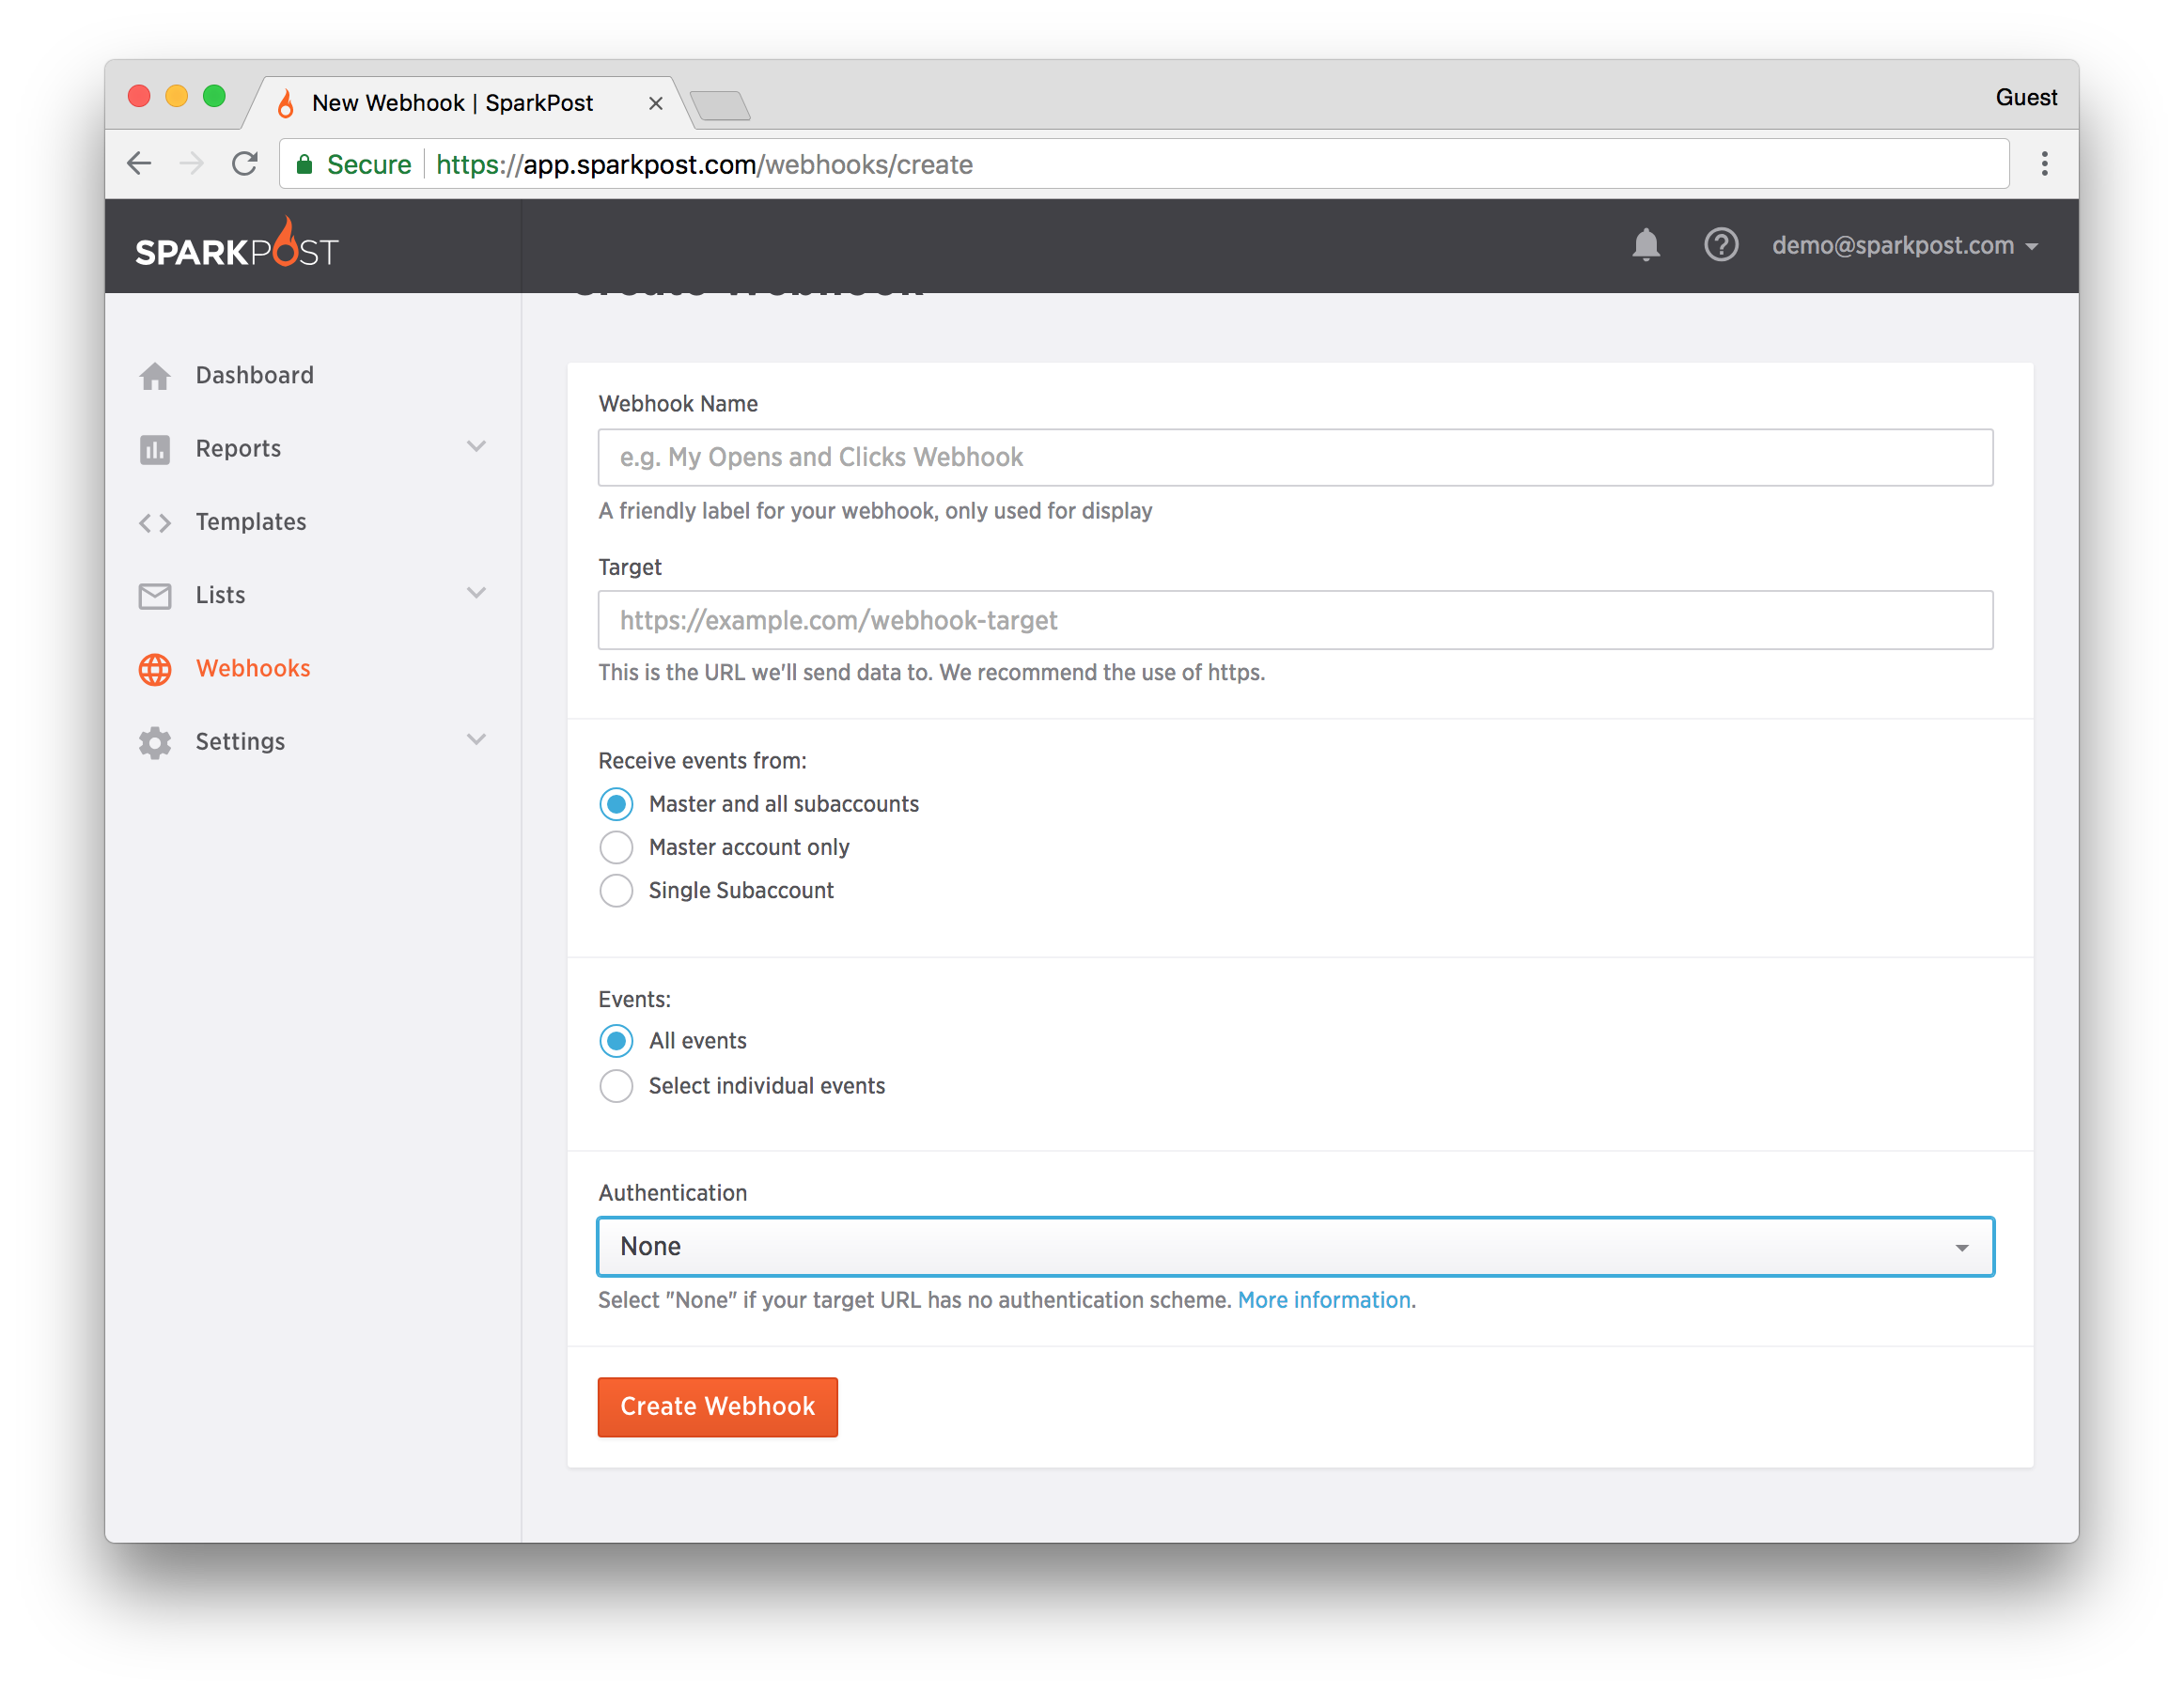 New Webhook | SparkPost
Guest
Secure
https://app.sparkpost.com/webhooks/create
SPARKPOST
demo@sparkpost.com
Create Webhook
Dashboard
Reports
Templates
Lists
Webhooks
Settings
Webhook Name
e.g. My Opens and Clicks Webhook
A friendly label for your webhook, only used for display
Target
https://example.com/webhook-target
This is the URL we'll send data to. We recommend the use of https.
Receive events from:
Master and all subaccounts
Master account only
Single Subaccount
Events:
All events
Select individual events
Authentication
None
Select "None" if your target URL has no authentication scheme. More information.
Create Webhook